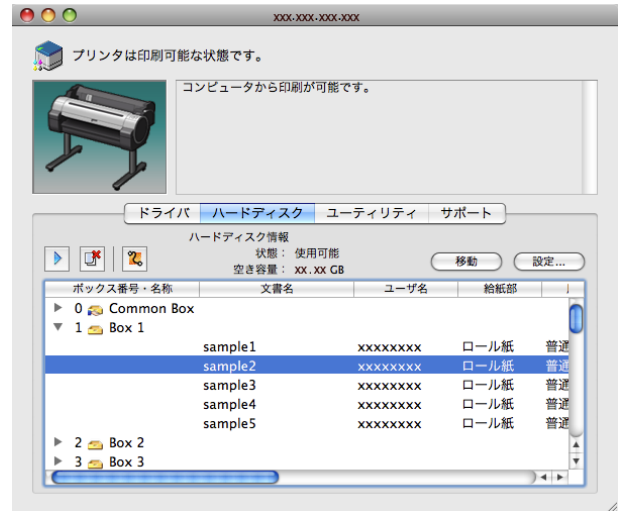 xxx.xxx.xxx.xxx
プリンタは印刷可能な状態です。
コンピュータから印刷が可能です。
ドライバ ハードディスク ユーティリティ サポート
ハードディスク情報
状態： 使用可能
空き容量： xx.xx GB
移動 設定...
ボックス番号・名称 文書名 ユーザ名 給紙部
0 Common Box
1 Box 1
sample1 xxxxxxxx ロール紙 普通
sample2 xxxxxxxx ロール紙 普通
sample3 xxxxxxxx ロール紙 普通
sample4 xxxxxxxx ロール紙 普通
sample5 xxxxxxxx ロール紙 普通
2 Box 2
3 Box 3